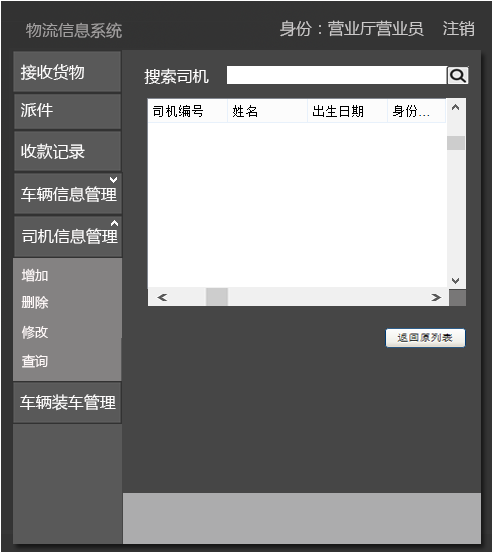 物流信息系统
身份：营业厅营业员 注销
接收货物
派件
收款记录
车辆信息管理
司机信息管理
增加
删除
修改
查询
车辆装车管理
搜索司机
司机编号 姓名 出生日期 身份...
返回原列表